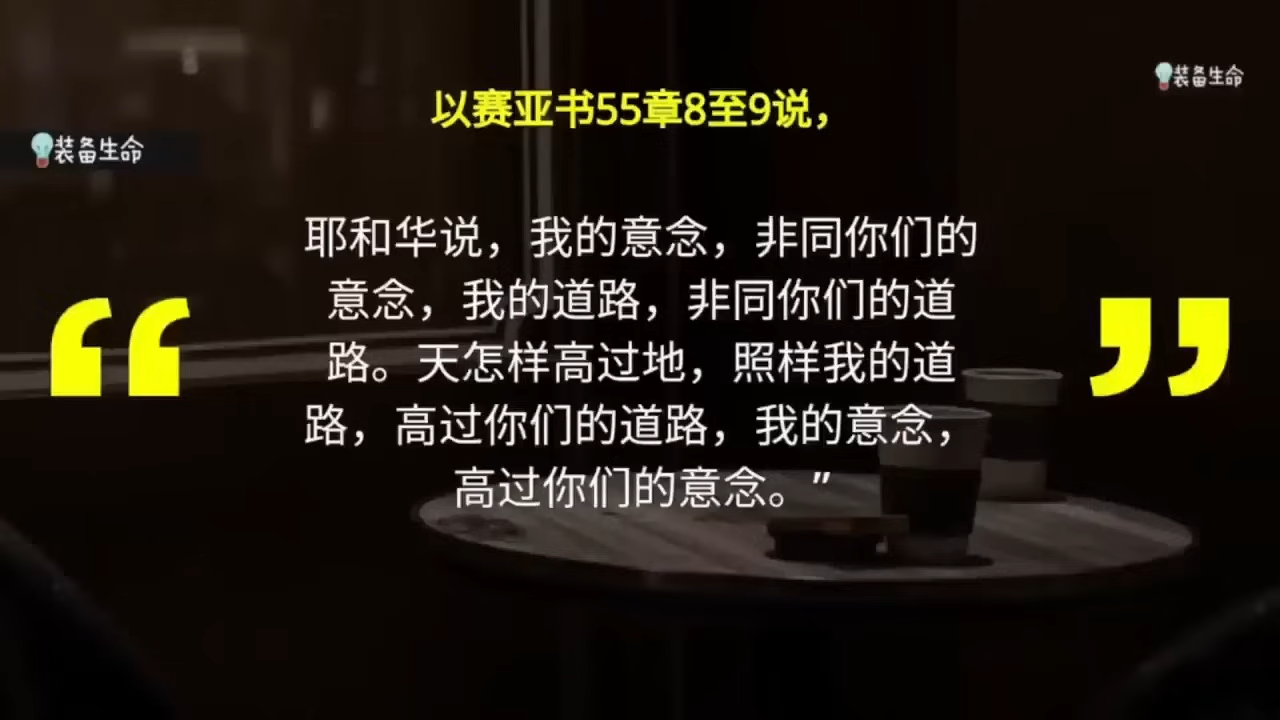 以赛亚书55章8至9说，
装备生命
装备生命
耶和华说，我的意念，非同你们的
意念，我的道路，非同你们的道
路。天怎样高过地，照样我的道
路，高过你们的道路，我的意念，
高过你们的意念。”
“
”